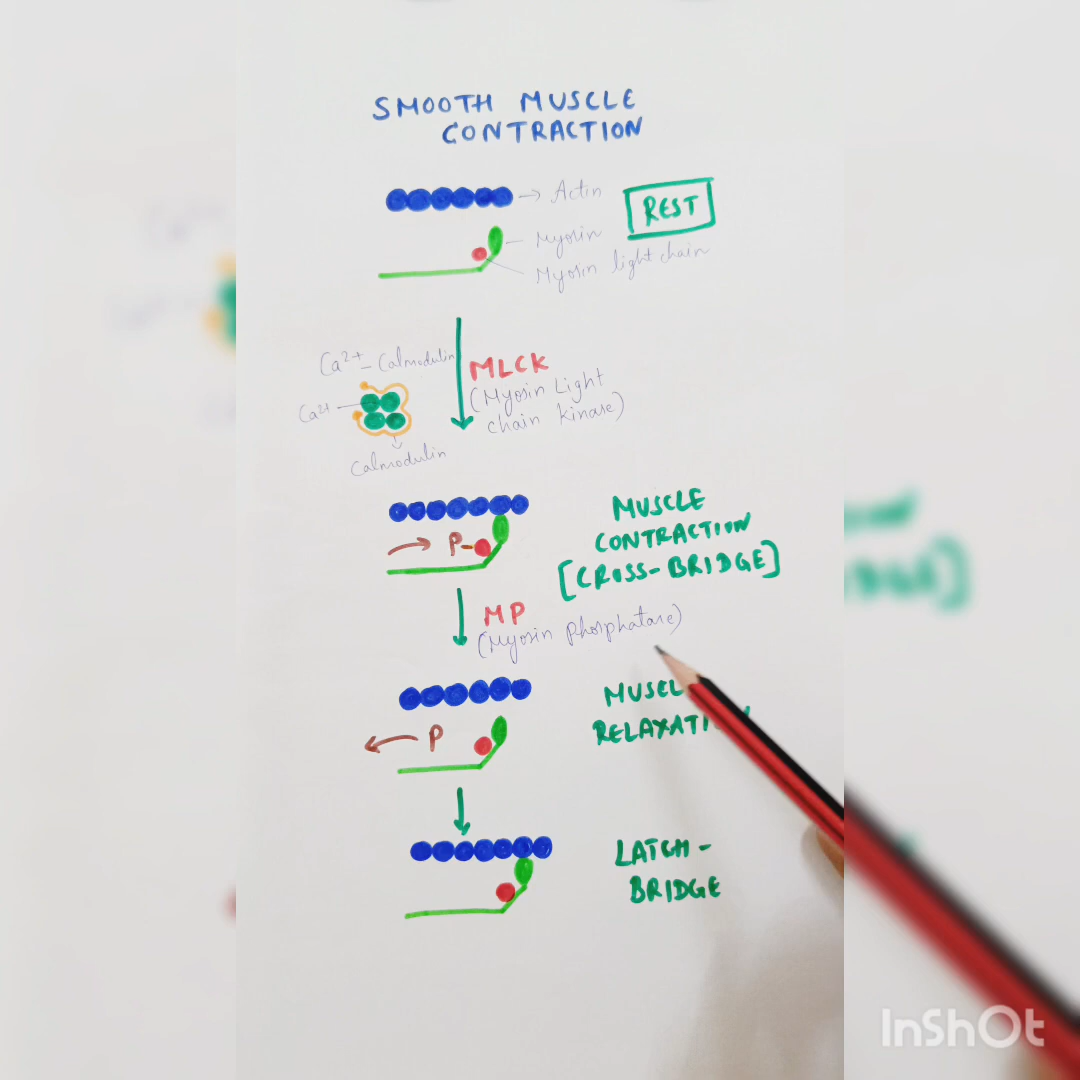 SMOOTH MUSCLE
CONTRACTION
→ Actin
REST
Myosin
Myosin light chain
Ca²⁺ - Calmodulin
MLCK
(Myosin Light
chain kinase)
Ca²⁺
Calmodulin
MUSCLE
CONTRACTION
[CROSS-BRIDGE]
P-
MP
(Myosin phosphatase)
RELAXATI
P
LATCH-
BRIDGE
InShOt